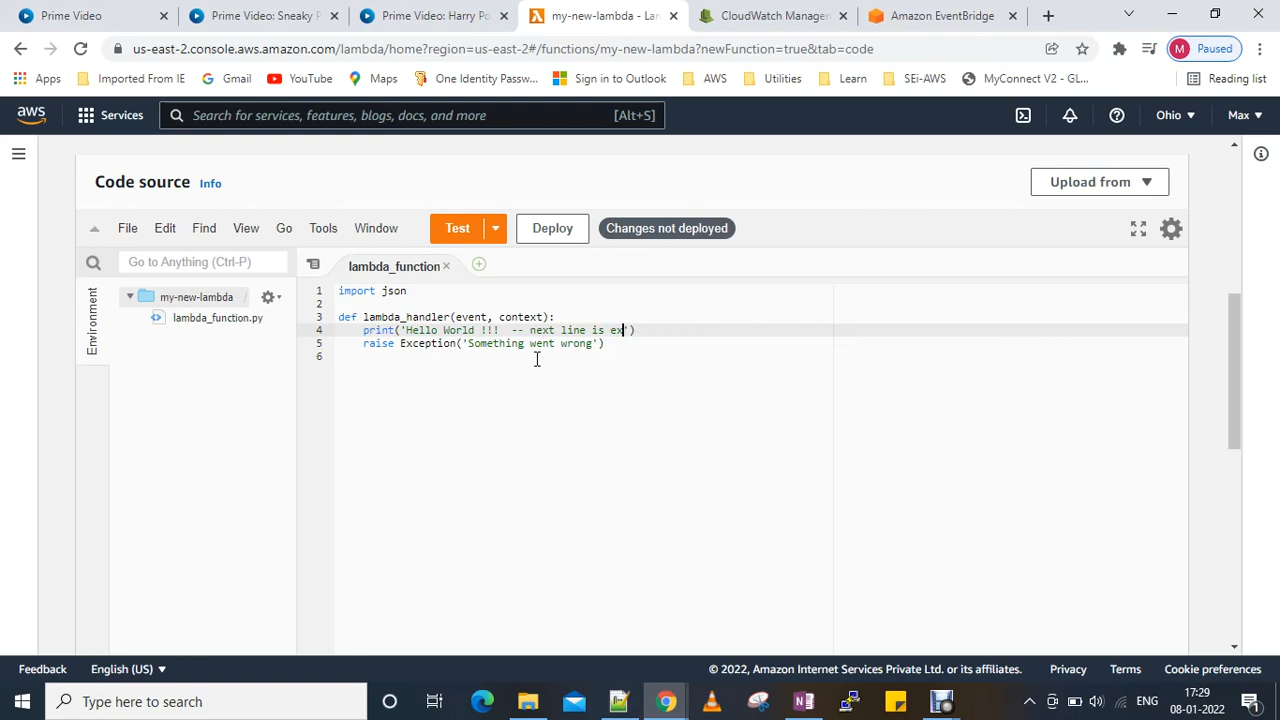 Prime Video
Prime Video: Sneaky P
Prime Video: Harry Po
my-new-lambda - Lan
CloudWatch Managem
Amazon EventBridge
us-east-2.console.aws.amazon.com/lambda/home?region=us-east-2#/functions/my-new-lambda?newFunction=true&tab=code
M Paused
Apps
Imported From IE
Gmail
YouTube
Maps
One Identity Passw...
Sign in to Outlook
AWS
Utilities
Learn
SEi-AWS
MyConnect V2 - GL...
Reading list
aws
Services
Search for services, features, blogs, docs, and more
[Alt+S]
Ohio
Max
Code source
Info
Upload from
File
Edit
Find
View
Go
Tools
Window
Test
Deploy
Changes not deployed
Go to Anything (Ctrl-P)
lambda_function
Environment
my-new-lambda
/
lambda_function.py
1 import json
2
3 def lambda_handler(event, context):
4 print('Hello World !!!  -- next line is ex')
5 raise Exception('Something went wrong')
6
Feedback
English (US)
© 2022, Amazon Internet Services Private Ltd. or its affiliates.
Privacy
Terms
Cookie preferences
Type here to search
ENG
17:29
08-01-2022
1